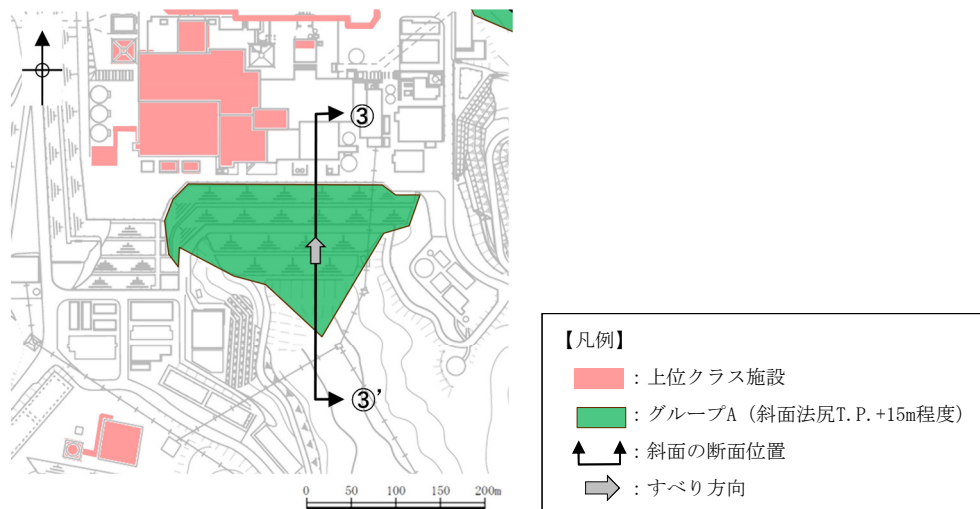 ③
③'
0 50 100 150 200m
【凡例】
：上位クラス施設
：グループA（斜面法尻T.P.+15m程度）
：斜面の断面位置
：すべり方向